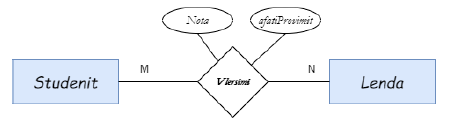 Nota
afatiProvimit
Studenti
M
Vlersimi
N
Lenda